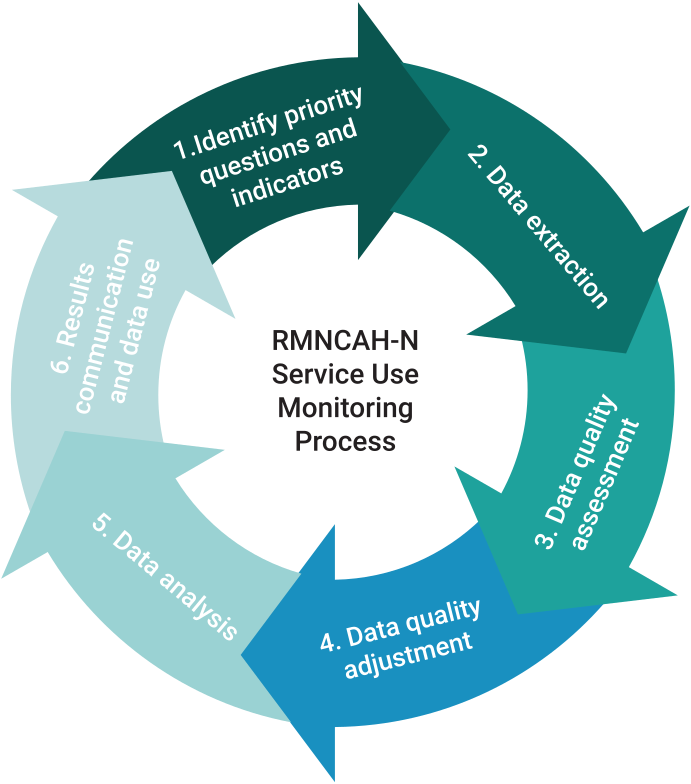 1.Identify priority
questions and
indicators
2. Data extraction
3. Data quality
assessment
4. Data quality
adjustment
5. Data analysis
6. Results
communication
and data use
RMNCAH-N
Service Use
Monitoring
Process